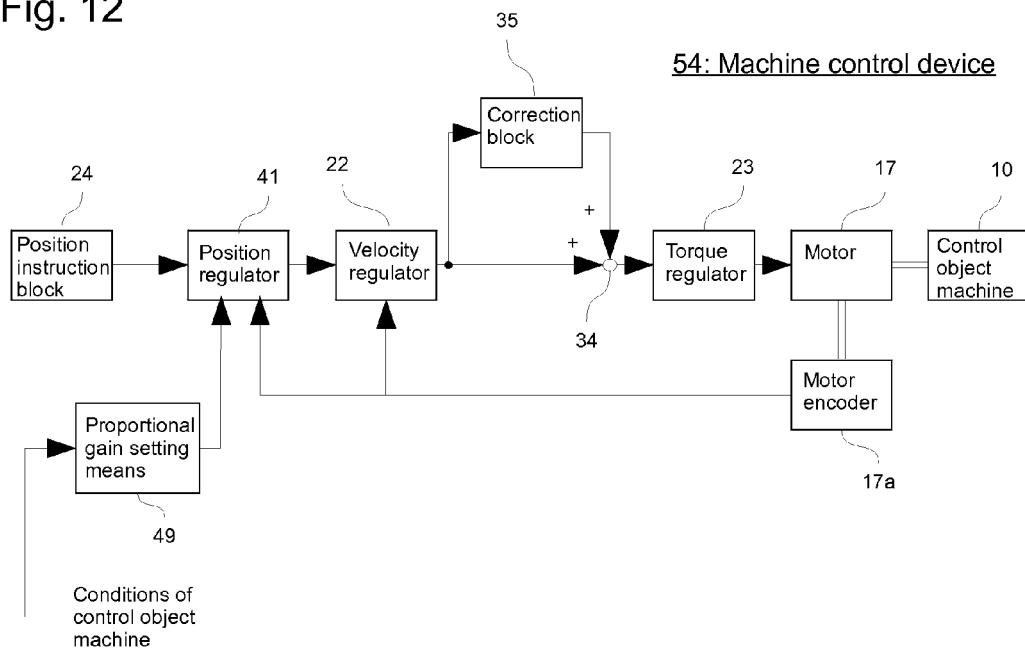 Fig. 12
35
54: Machine control device
Correction
block
24
41
22
23
17
10
+
+
Position
instruction
block
Position
regulator
Velocity
regulator
Torque
regulator
Motor
Control
object
machine
34
Motor
encoder
17a
Proportional
gain setting
means
49
Conditions of
control object
machine